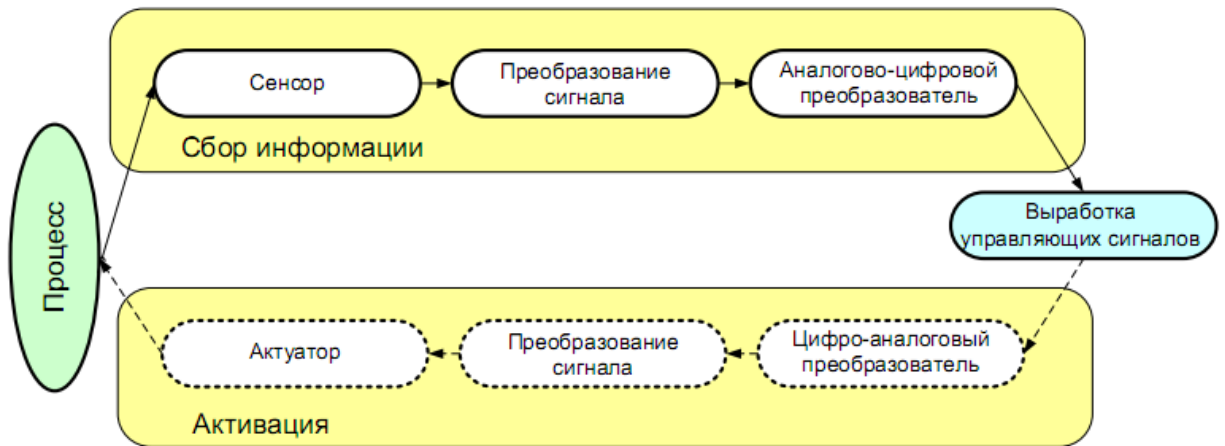 Сенсор
Преобразование
сигнала
Аналогово-цифровой
преобразователь
Сбор информации
Процесс
Выработка
управляющих сигналов
Актуатор
Преобразование
сигнала
Цифро-аналоговый
преобразователь
Активация